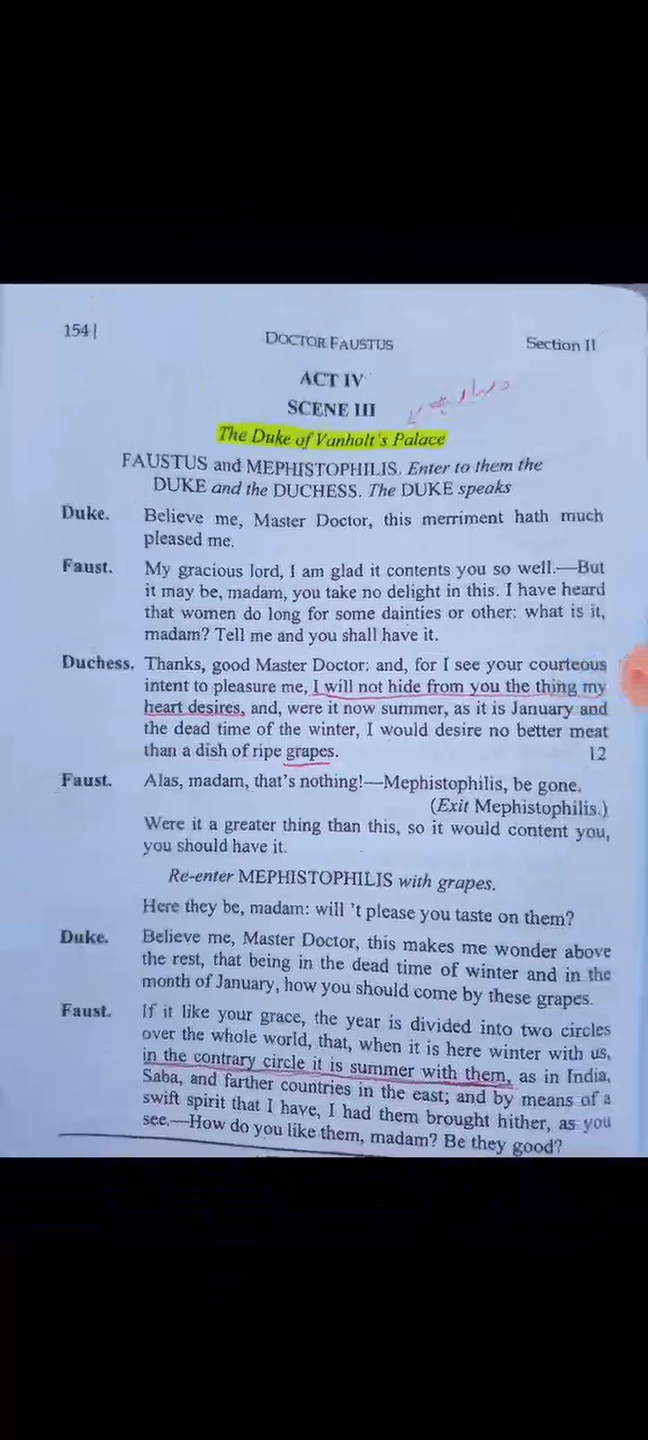 154|
DOCTOR FAUSTUS
Section II
ACT IV
SCENE III
The Duke of Vanholt's Palace
FAUSTUS and MEPHISTOPHILIS. Enter to them the
DUKE and the DUCHESS. The DUKE speaks
Duke. Believe me, Master Doctor, this merriment hath much
pleased me.
Faust. My gracious lord, I am glad it contents you so well.—But
it may be, madam, you take no delight in this. I have heard
that women do long for some dainties or other: what is it,
madam? Tell me and you shall have it.
Duchess. Thanks, good Master Doctor: and, for I see your courteous
intent to pleasure me, I will not hide from you the thing my
heart desires, and, were it now summer, as it is January and
the dead time of the winter, I would desire no better meat
than a dish of ripe grapes. 12
Faust. Alas, madam, that's nothing!—Mephistophilis, be gone.
(Exit Mephistophilis.)
Were it a greater thing than this, so it would content you,
you should have it.
Re-enter MEPHISTOPHILIS with grapes.
Here they be, madam: will 't please you taste on them?
Duke. Believe me, Master Doctor, this makes me wonder above
the rest, that being in the dead time of winter and in the
month of January, how you should come by these grapes.
Faust. If it like your grace, the year is divided into two circles
over the whole world, that, when it is here winter with us,
in the contrary circle it is summer with them, as in India,
Saba, and farther countries in the east; and by means of a
swift spirit that I have, I had them brought hither, as you
see.—How do you like them, madam? Be they good?